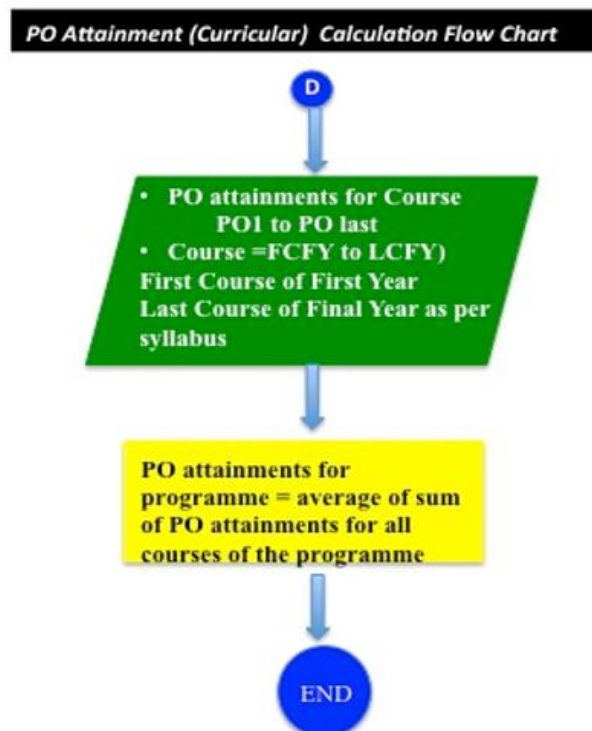 PO Attainment (Curricular) Calculation Flow Chart
D
• PO attainments for Course
PO1 to PO last
• Course =FCFY to LCFY)
First Course of First Year
Last Course of Final Year as per
syllabus
PO attainments for
programme = average of sum
of PO attainments for all
courses of the programme
END